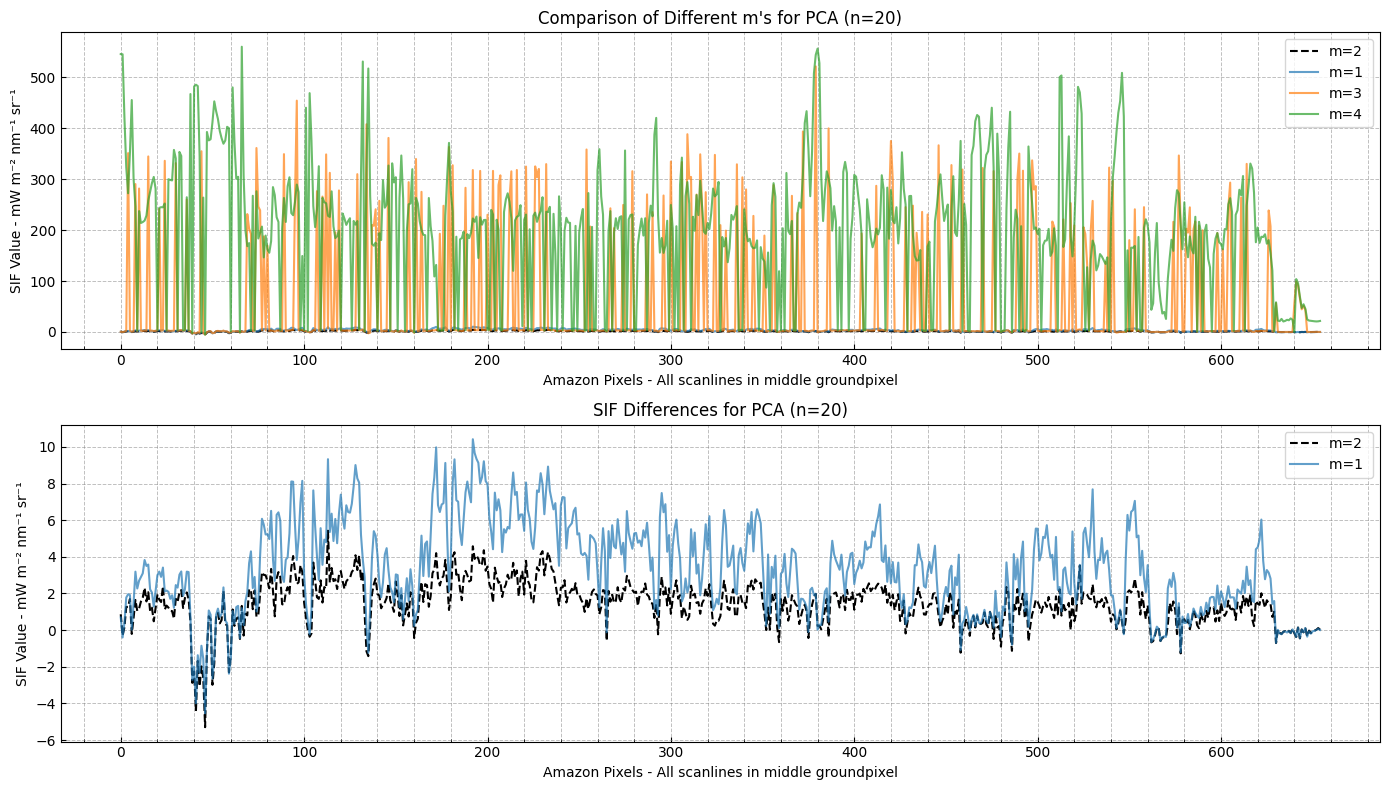 Comparison of Different m's for PCA (n=20)
SIF Value - mW m⁻² nm⁻¹ sr⁻¹
500
400
300
200
100
0
m=2
m=1
m=3
m=4
0 100 200 300 400 500 600
Amazon Pixels - All scanlines in middle groundpixel
SIF Differences for PCA (n=20)
SIF Value - mW m⁻² nm⁻¹ sr⁻¹
10
8
6
4
2
0
−2
−4
−6
m=2
m=1
0 100 200 300 400 500 600
Amazon Pixels - All scanlines in middle groundpixel